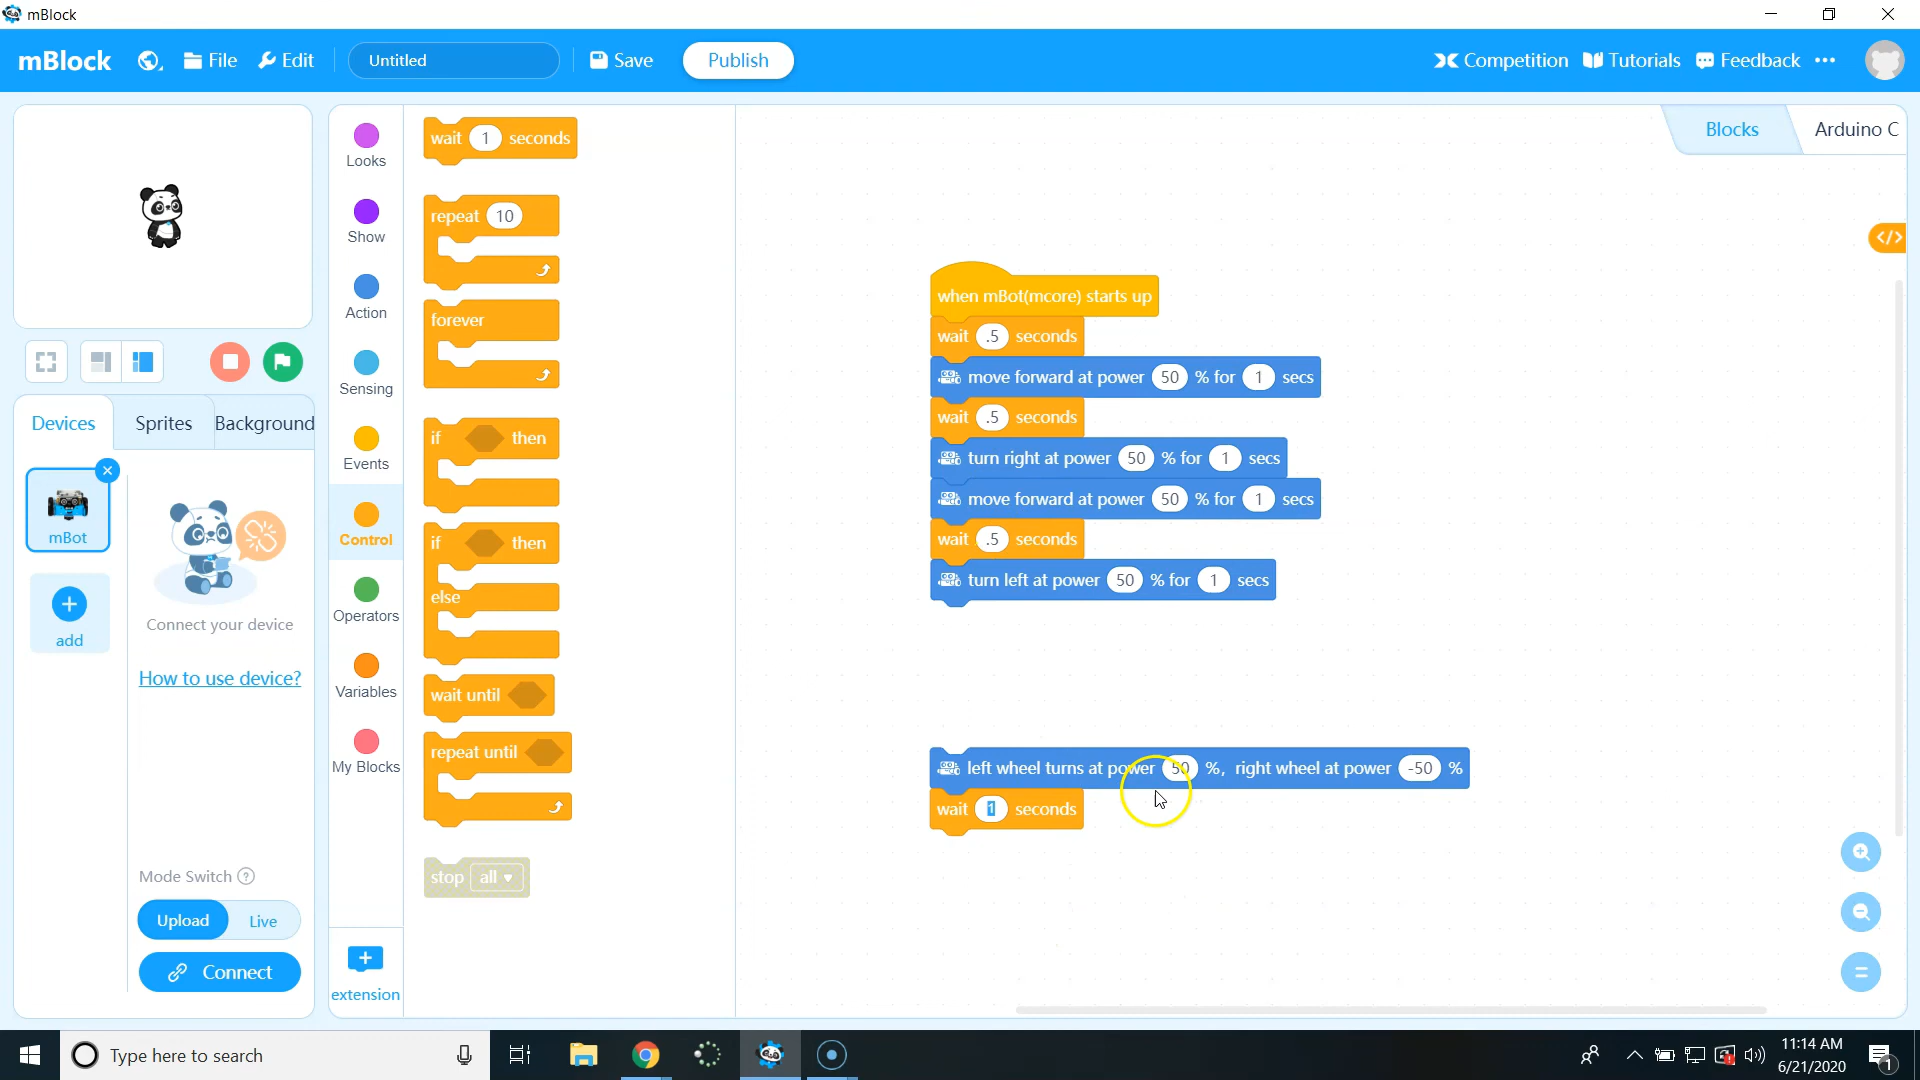 mBlock
mBlock File Edit Untitled Save Publish Competition Tutorials Feedback
Looks
Show
Action
Sensing
Events
Control
Operators
Variables
My Blocks
extension
wait 1 seconds
repeat 10
forever
if then
if then
else
wait until
repeat until
stop all
Blocks Arduino C
</>
when mBot(mcore) starts up
wait .5 seconds
move forward at power 50 % for 1 secs
wait .5 seconds
turn right at power 50 % for 1 secs
move forward at power 50 % for 1 secs
wait .5 seconds
turn left at power 50 % for 1 secs
left wheel turns at power 50 %, right wheel at power -50 %
wait 1 seconds
Devices Sprites Background
mBot
add
Connect your device
How to use device?
Mode Switch ?
Upload Live
Connect
Type here to search
11:14 AM
6/21/2020
1